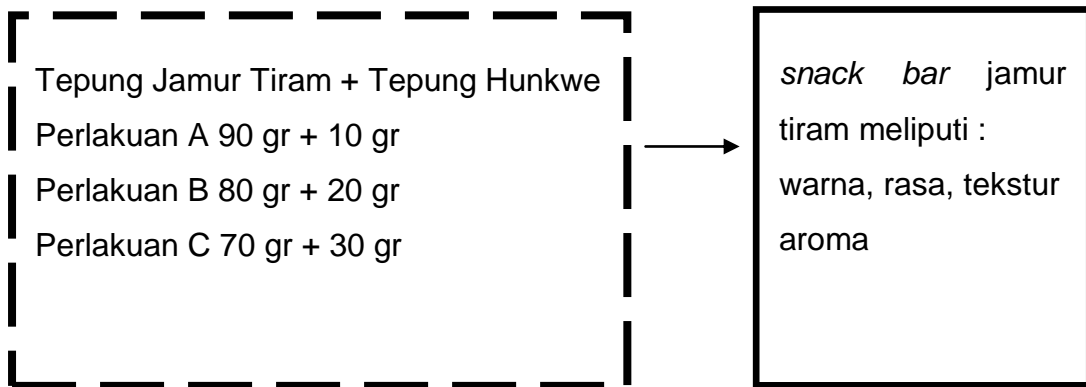 Tepung Jamur Tiram + Tepung Hunkwe
Perlakuan A 90 gr + 10 gr
Perlakuan B 80 gr + 20 gr
Perlakuan C 70 gr + 30 gr
snack bar jamur
tiram meliputi :
warna, rasa, tekstur
aroma